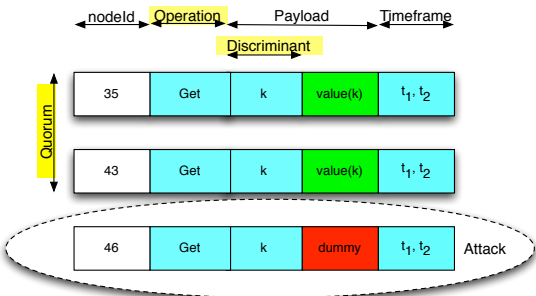 nodeId Operation Payload Timeframe
Discriminant
Quorum
35 Get k value(k) t1, t2
43 Get k value(k) t1, t2
46 Get k dummy t1, t2 Attack